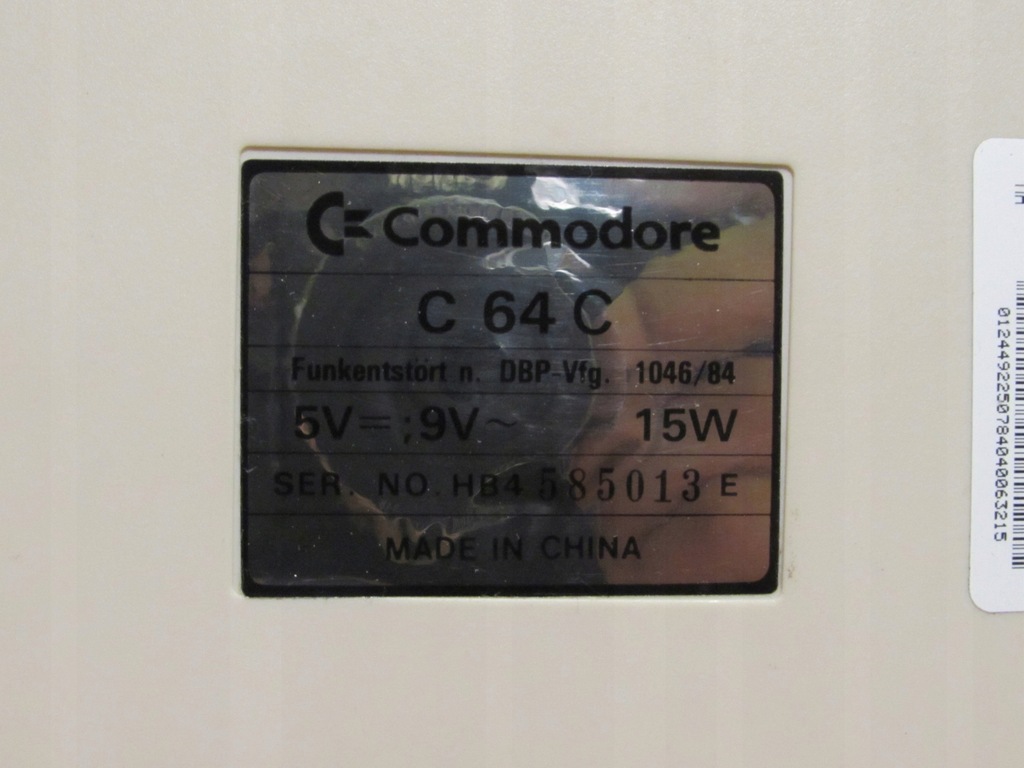 Commodore
C 64 C
Funkentstört n. DBP-Vfg. 1046/84
5V⎓;9V~ 15W
SER. NO. HB4 585013 E
MADE IN CHINA
0124492250784040063215